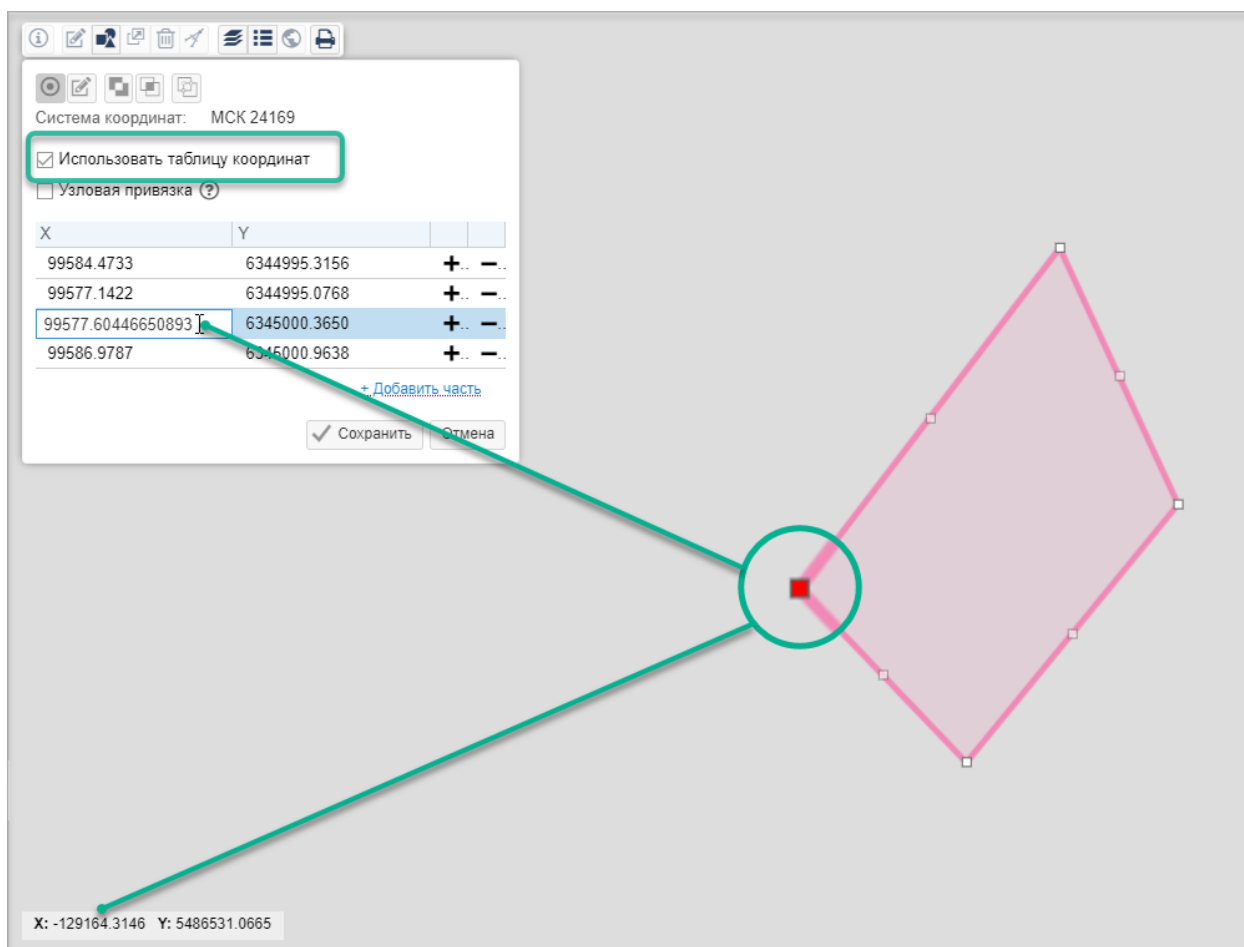 Система координат: МСК 24169
Использовать таблицу координат
Узловая привязка ?
X Y
99584.4733 6344995.3156 +.. −..
99577.1422 6344995.0768 +.. −..
99577.60446650893 6345000.3650 +.. −..
99586.9787 6345000.9638 +.. −..
+ Добавить часть
Сохранить Отмена
X: -129164.3146 Y: 5486531.0665